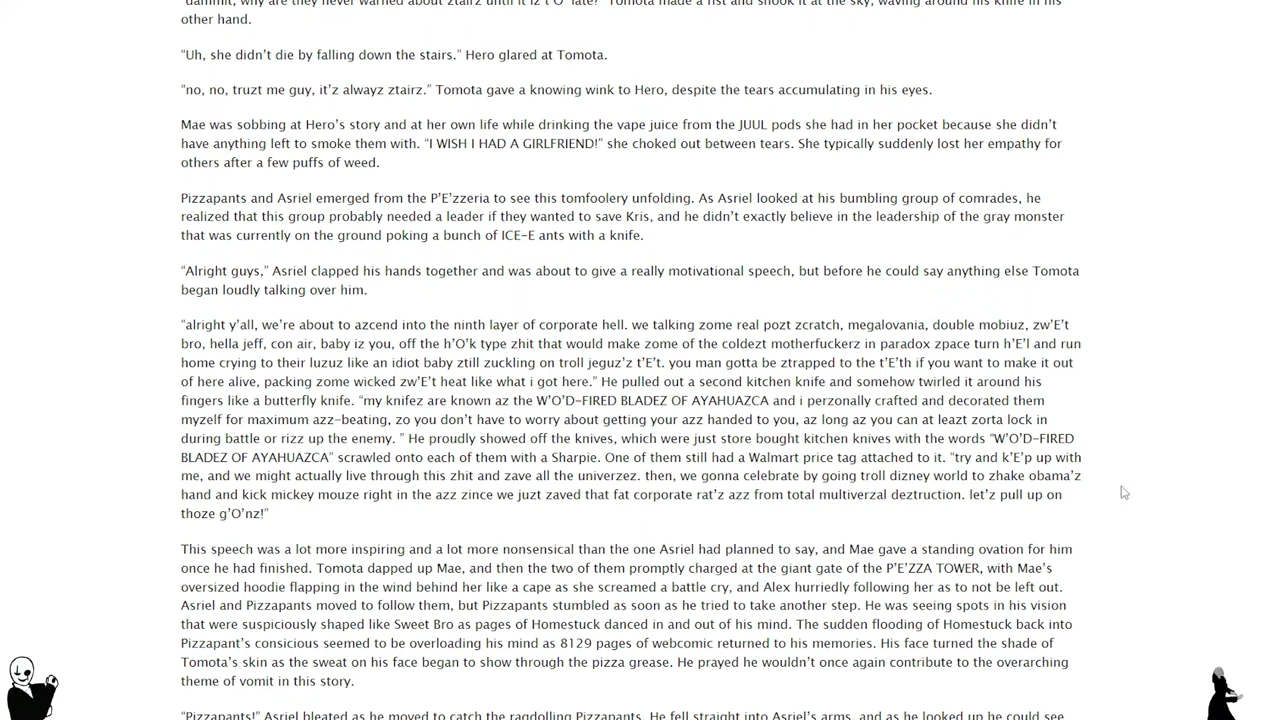 "dammit, why are they never warned about ztairz until it iz t'O' late?" Tomota made a fist and shook it at the sky, waving around his knife in his
other hand.
“Uh, she didn’t die by falling down the stairs.” Hero glared at Tomota.
“no, no, truzt me guy, it’z alwayz ztairz.” Tomota gave a knowing wink to Hero, despite the tears accumulating in his eyes.
Mae was sobbing at Hero’s story and at her own life while drinking the vape juice from the JUUL pods she had in her pocket because she didn’t
have anything left to smoke them with. “I WISH I HAD A GIRLFRIEND!” she choked out between tears. She typically suddenly lost her empathy for
others after a few puffs of weed.
Pizzapants and Asriel emerged from the P’E’zzeria to see this tomfoolery unfolding. As Asriel looked at his bumbling group of comrades, he
realized that this group probably needed a leader if they wanted to save Kris, and he didn’t exactly believe in the leadership of the gray monster
that was currently on the ground poking a bunch of ICE-E ants with a knife.
“Alright guys,” Asriel clapped his hands together and was about to give a really motivational speech, but before he could say anything else Tomota
began loudly talking over him.
“alright y’all, we’re about to azcend into the ninth layer of corporate hell. we talking zome real pozt zcratch, megalovania, double mobiuz, zw’E’t
bro, hella jeff, con air, baby iz you, off the h’O’k type zhit that would make zome of the coldezt motherfuckerz in paradox zpace turn h’E’l and run
home crying to their luzuz like an idiot baby ztill zuckling on troll jeguz’z t’E’t. you man gotta be ztrapped to the t’E’th if you want to make it out
of here alive, packing zome wicked zw’E’t heat like what i got here.” He pulled out a second kitchen knife and somehow twirled it around his
fingers like a butterfly knife. “my knifez are known az the W’O’D-FIRED BLADEZ OF AYAHUAZCA and i perzonally crafted and decorated them
myzelf for maximum azz-beating, zo you don’t have to worry about getting your azz handed to you, az long az you can at leazt zorta lock in
during battle or rizz up the enemy. ” He proudly showed off the knives, which were just store bought kitchen knives with the words “W’O’D-FIRED
BLADEZ OF AYAHUAZCA” scrawled onto each of them with a Sharpie. One of them still had a Walmart price tag attached to it. “try and k’E’p up with
me, and we might actually live through this zhit and zave all the univerzez. then, we gonna celebrate by going troll dizney world to zhake obama’z
hand and kick mickey mouze right in the azz zince we juzt zaved that fat corporate rat’z azz from total multiverzal deztruction. let’z pull up on
thoze g’O’nz!”
This speech was a lot more inspiring and a lot more nonsensical than the one Asriel had planned to say, and Mae gave a standing ovation for him
once he had finished. Tomota dapped up Mae, and then the two of them promptly charged at the giant gate of the P’E’ZZA TOWER, with Mae’s
oversized hoodie flapping in the wind behind her like a cape as she screamed a battle cry, and Alex hurriedly following her as to not be left out.
Asriel and Pizzapants moved to follow them, but Pizzapants stumbled as soon as he tried to take another step. He was seeing spots in his vision
that were suspiciously shaped like Sweet Bro as pages of Homestuck danced in and out of his mind. The sudden flooding of Homestuck back into
Pizzapant’s conscious seemed to be overloading his mind as 8129 pages of webcomic returned to his memories. His face turned the shade of
Tomota’s skin as the sweat on his face began to show through the pizza grease. He prayed he wouldn’t once again contribute to the overarching
theme of vomit in this story.
“Pizzapants!” Asriel bleated as he moved to catch the ragdolling Pizzapants. He fell straight into Asriel’s arms, and as he looked up he could see